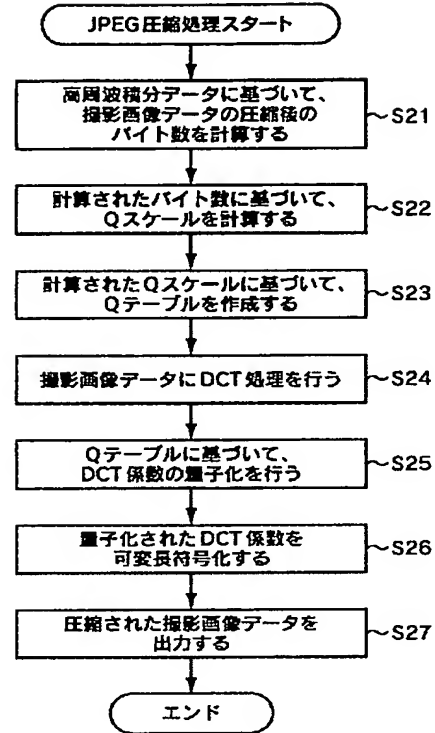 JPEG圧縮処理スタート
高周波積分データに基づいて、
撮影画像データの圧縮後の
バイト数を計算する
S21
計算されたバイト数に基づいて、
Qスケールを計算する
S22
計算されたQスケールに基づいて、
Qテーブルを作成する
S23
撮影画像データにDCT処理を行う
S24
Qテーブルに基づいて、
DCT係数の量子化を行う
S25
量子化されたDCT係数を
可変長符号化する
S26
圧縮された撮影画像データを
出力する
S27
エンド